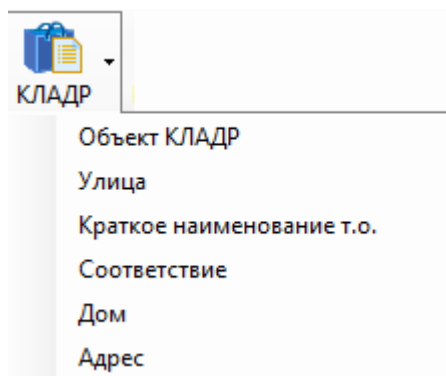 КЛАДР
Объект КЛАДР
Улица
Краткое наименование т.о.
Соответствие
Дом
Адрес